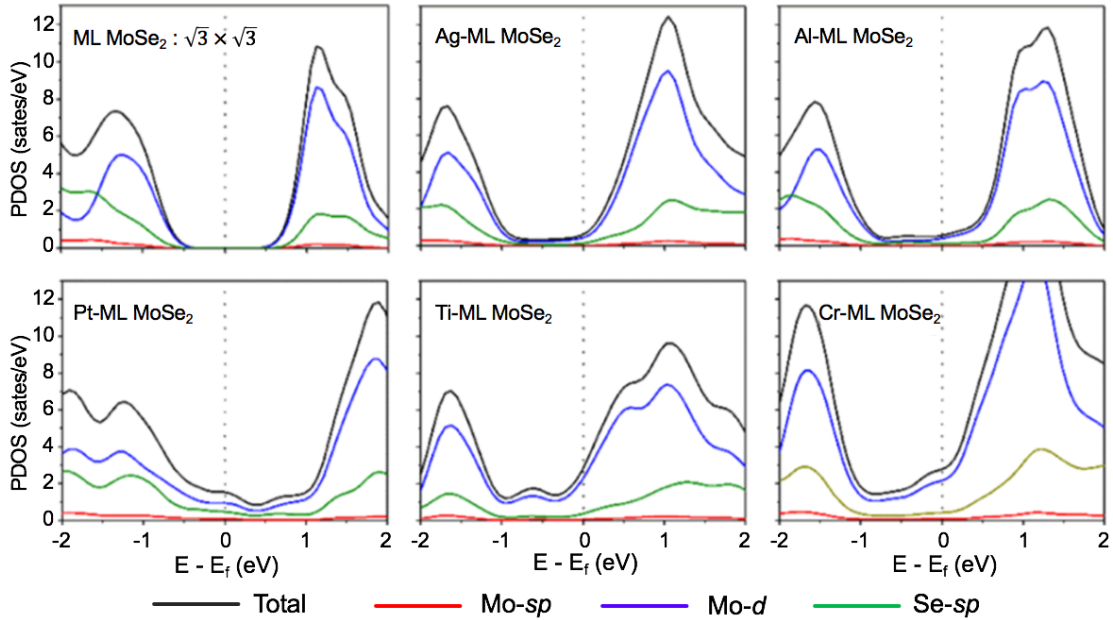 ML MoSe₂ : √3 × √3
Ag-ML MoSe₂
Al-ML MoSe₂
PDOS (sates/eV)
12
10
8
6
4
2
0
Pt-ML MoSe₂
Ti-ML MoSe₂
Cr-ML MoSe₂
PDOS (sates/eV)
12
10
8
6
4
2
0
-2 -1 0 1 2
-2 -1 0 1 2
-2 -1 0 1 2
E - E_f (eV)
E - E_f (eV)
E - E_f (eV)
Total
Mo-sp
Mo-d
Se-sp